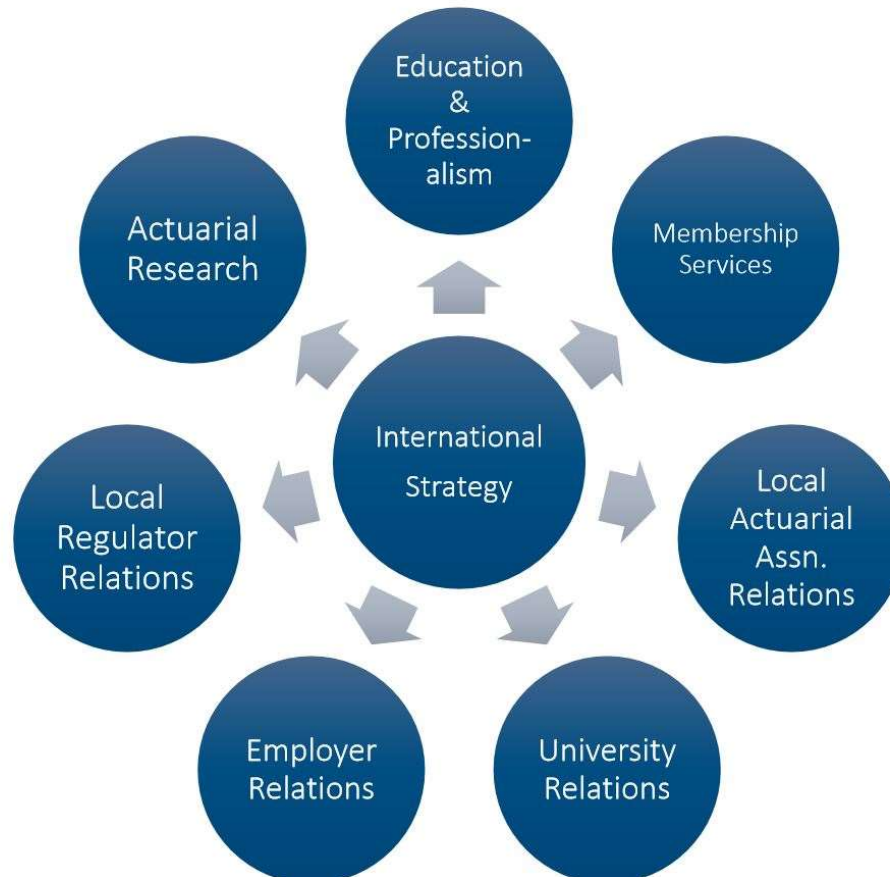 Education
&
Profession-
alism
Membership
Services
Local
Actuarial
Assn.
Relations
University
Relations
Employer
Relations
Local
Regulator
Relations
Actuarial
Research
International
Strategy